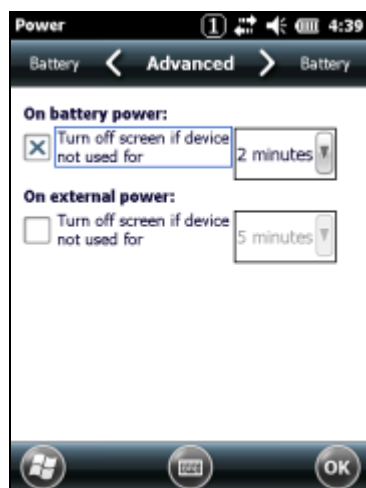 Power 1 4:39
Battery Advanced Battery
On battery power:
Turn off screen if device
not used for
2 minutes
On external power:
Turn off screen if device
not used for
5 minutes
OK